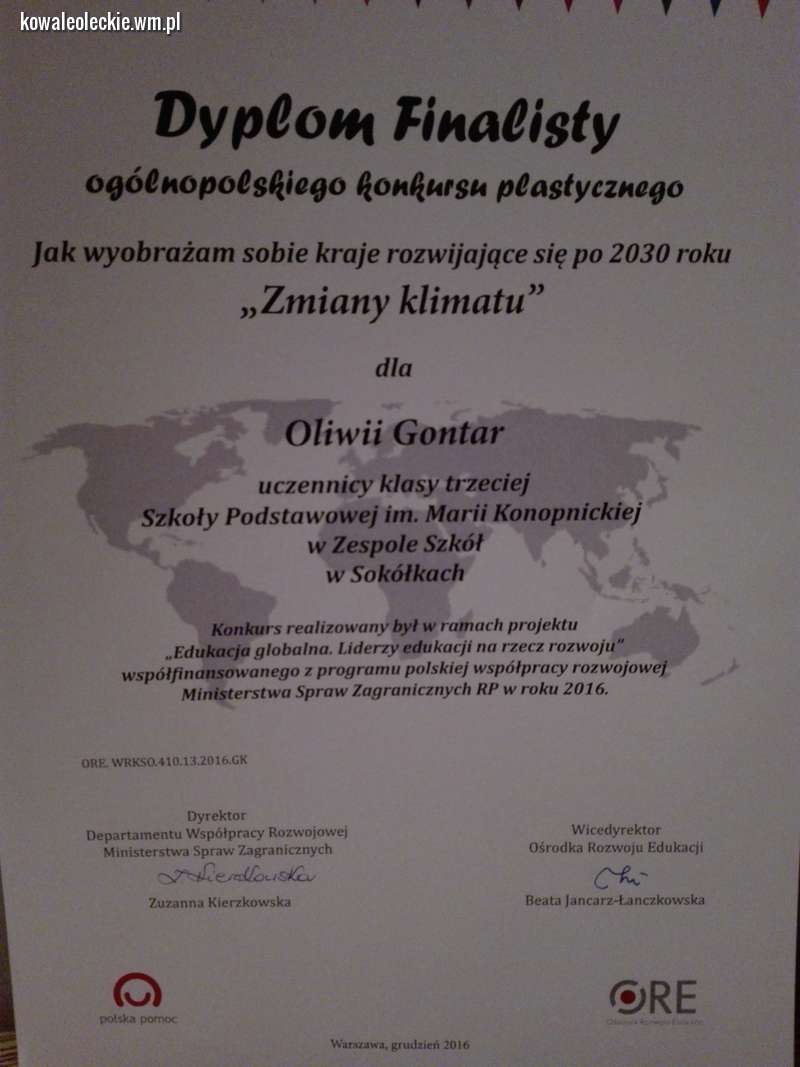 kowaleoleckie.wm.pl
Dyplom Finalisty
ogólnopolskiego konkursu plastycznego
Jak wyobrażam sobie kraje rozwijające się po 2030 roku
„Zmiany klimatu”
dla
Oliwii Gontar
uczennicy klasy trzeciej
Szkoły Podstawowej im. Marii Konopnickiej
w Zespole Szkół
w Sokółkach
Konkurs realizowany był w ramach projektu
„Edukacja globalna. Liderzy edukacji na rzecz rozwoju”
współfinansowanego z programu polskiej współpracy rozwojowej
Ministerstwa Spraw Zagranicznych RP w roku 2016.
ORE. WRKSO.410.13.2016.GK
Dyrektor
Departamentu Współpracy Rozwojowej
Ministerstwa Spraw Zagranicznych
Zuzanna Kierzkowska
Wicedyrektor
Ośrodka Rozwoju Edukacji
Beata Jancarz-Łanczkowska
polska pomoc
ORE
Ośrodek Rozwoju Edukacji
Warszawa, grudzień 2016